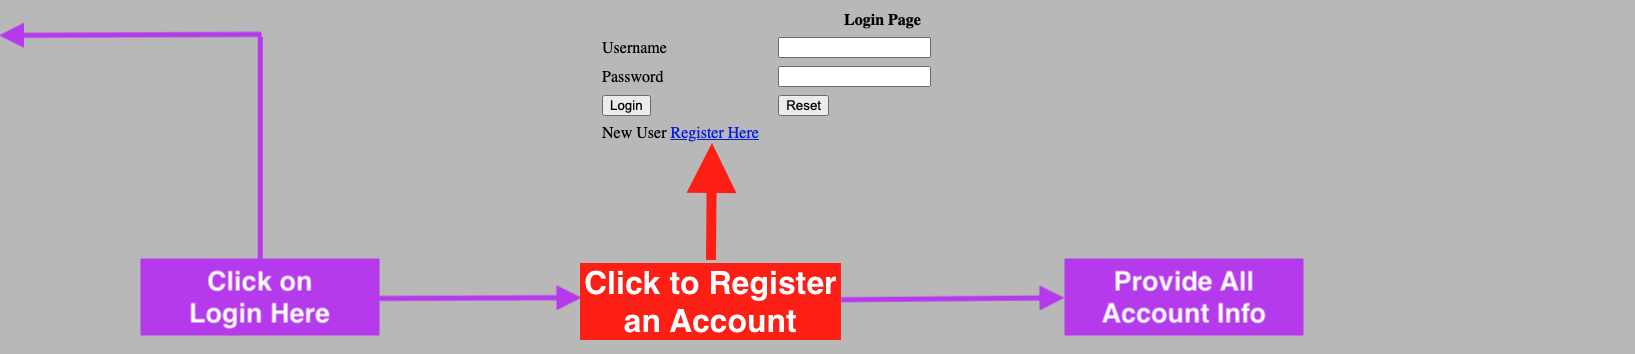 Login Page
Username
Password
Login Reset
New User Register Here
Click on
Login Here
Click to Register
an Account
Provide All
Account Info